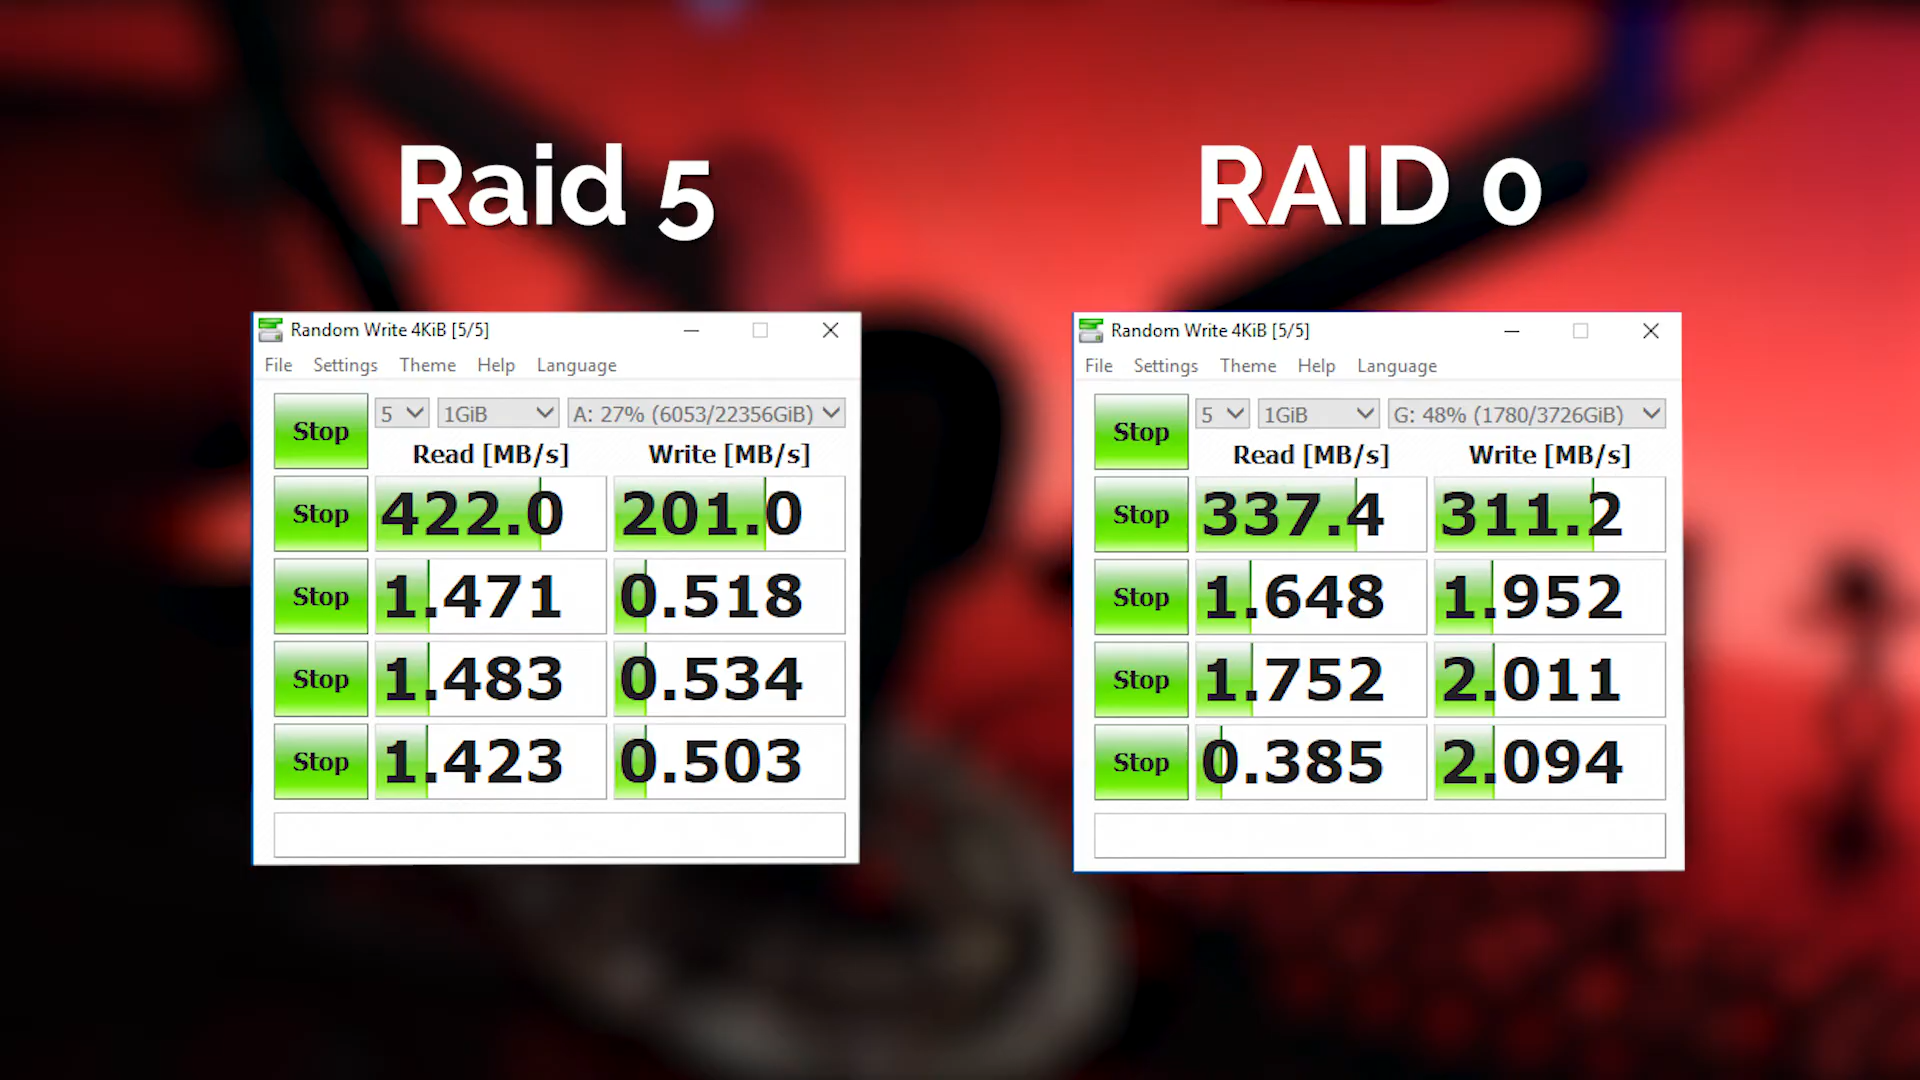 Raid 5
RAID 0
Random Write 4KiB [5/5]
File Settings Theme Help Language
Stop 5 1GiB A: 27% (6053/22356GiB)
Read [MB/s] Write [MB/s]
Stop 422.0 201.0
Stop 1.471 0.518
Stop 1.483 0.534
Stop 1.423 0.503
Random Write 4KiB [5/5]
File Settings Theme Help Language
Stop 5 1GiB G: 48% (1780/3726GiB)
Read [MB/s] Write [MB/s]
Stop 337.4 311.2
Stop 1.648 1.952
Stop 1.752 2.011
Stop 0.385 2.094